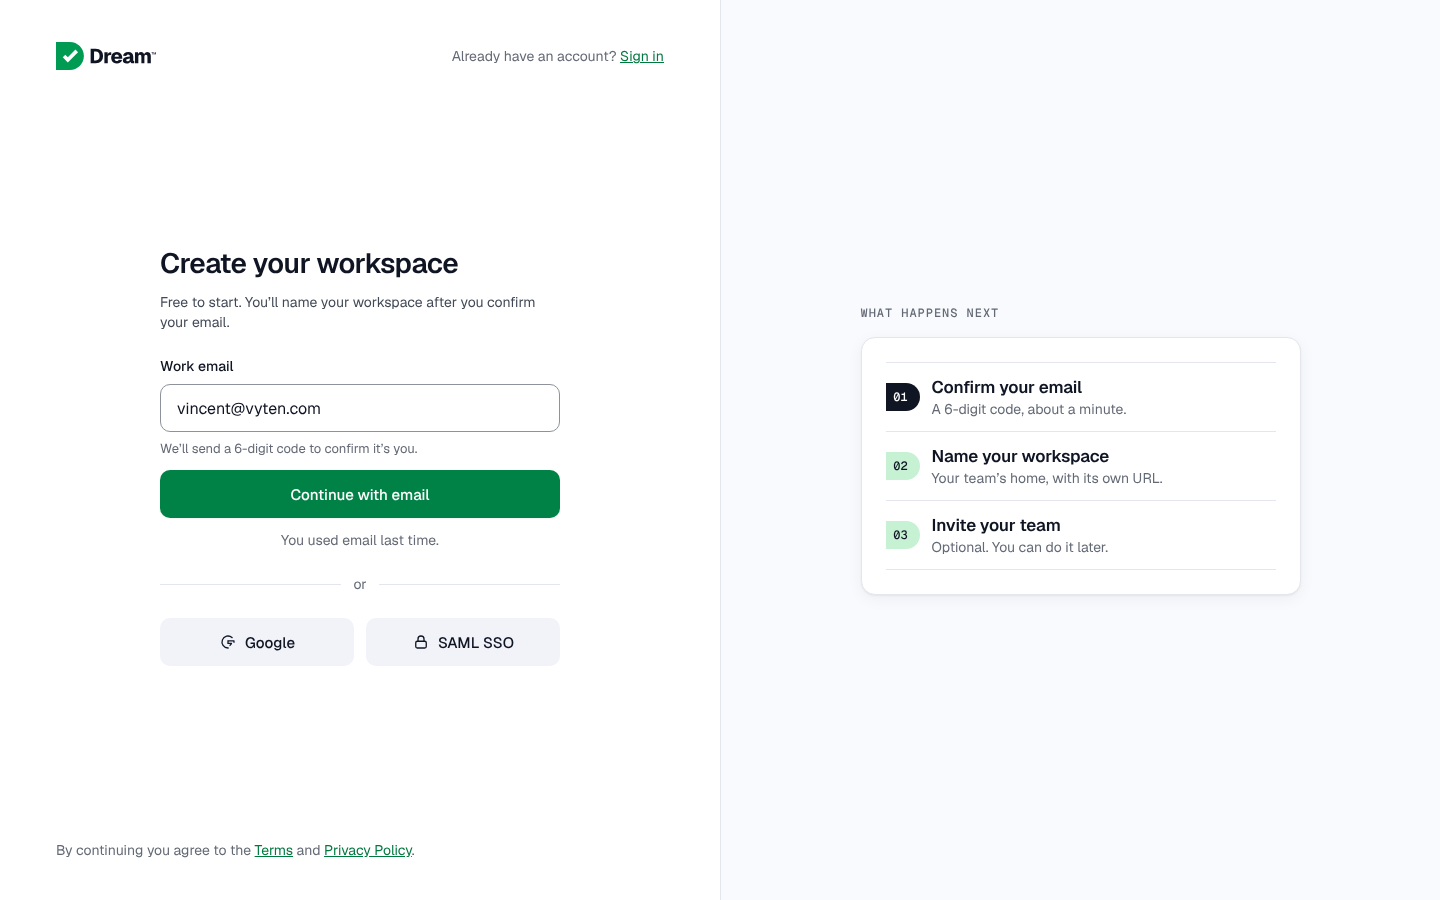 Dream™
Already have an account? Sign in
Create your workspace
Free to start. You’ll name your workspace after you confirm
your email.
Work email
vincent@vyten.com
We’ll send a 6-digit code to confirm it’s you.
Continue with email
You used email last time.
or
Google
SAML SSO
By continuing you agree to the Terms and Privacy Policy.
WHAT HAPPENS NEXT
01
Confirm your email
A 6-digit code, about a minute.
02
Name your workspace
Your team’s home, with its own URL.
03
Invite your team
Optional. You can do it later.